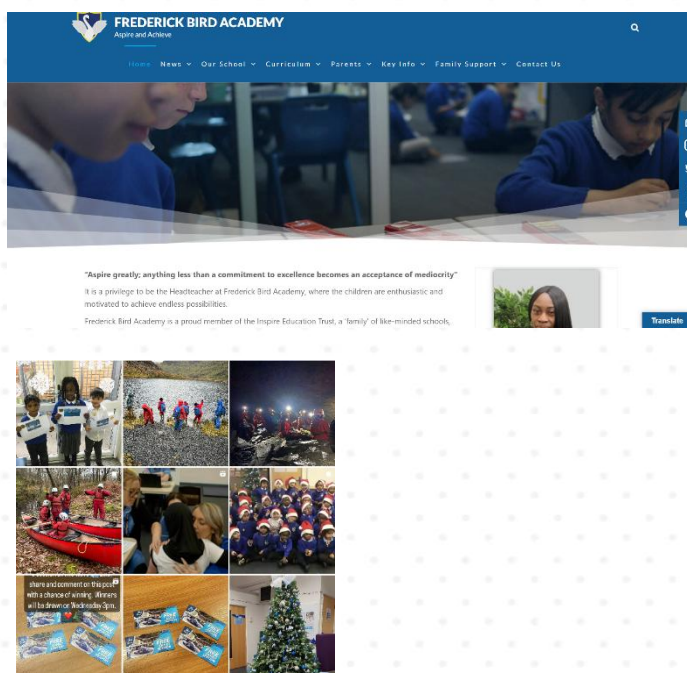 FREDERICK BIRD ACADEMY
Aspire and Achieve
Home News Our School Curriculum Parents Key Info Family Support Contact Us
"Aspire greatly; anything less than a commitment to excellence becomes an acceptance of mediocrity"
It is a privilege to be the Headteacher at Frederick Bird Academy, where the children are enthusiastic and
motivated to achieve endless possibilities.
Frederick Bird Academy is a proud member of the Inspire Education Trust, a 'family' of like-minded schools,
Translate
share and comment on this post
with a chance of winning. Winners
will be drawn on Wednesday 3pm.